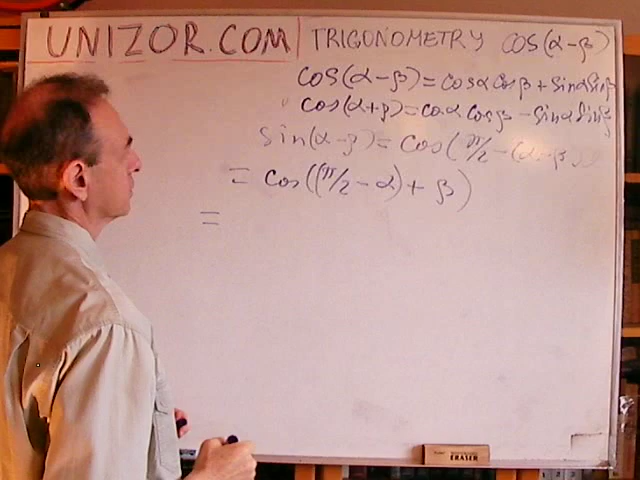 UNIZOR.COM | TRIGONOMETRY COS(α-β)
cos(α-β)=cosα cosβ + sinα sinβ
cos(α+β)=cosα cosβ - sinα sinβ
sin(α-β)= cos(π/2 - (α-β
= cos((π/2 - α) + β)
=
ERASER